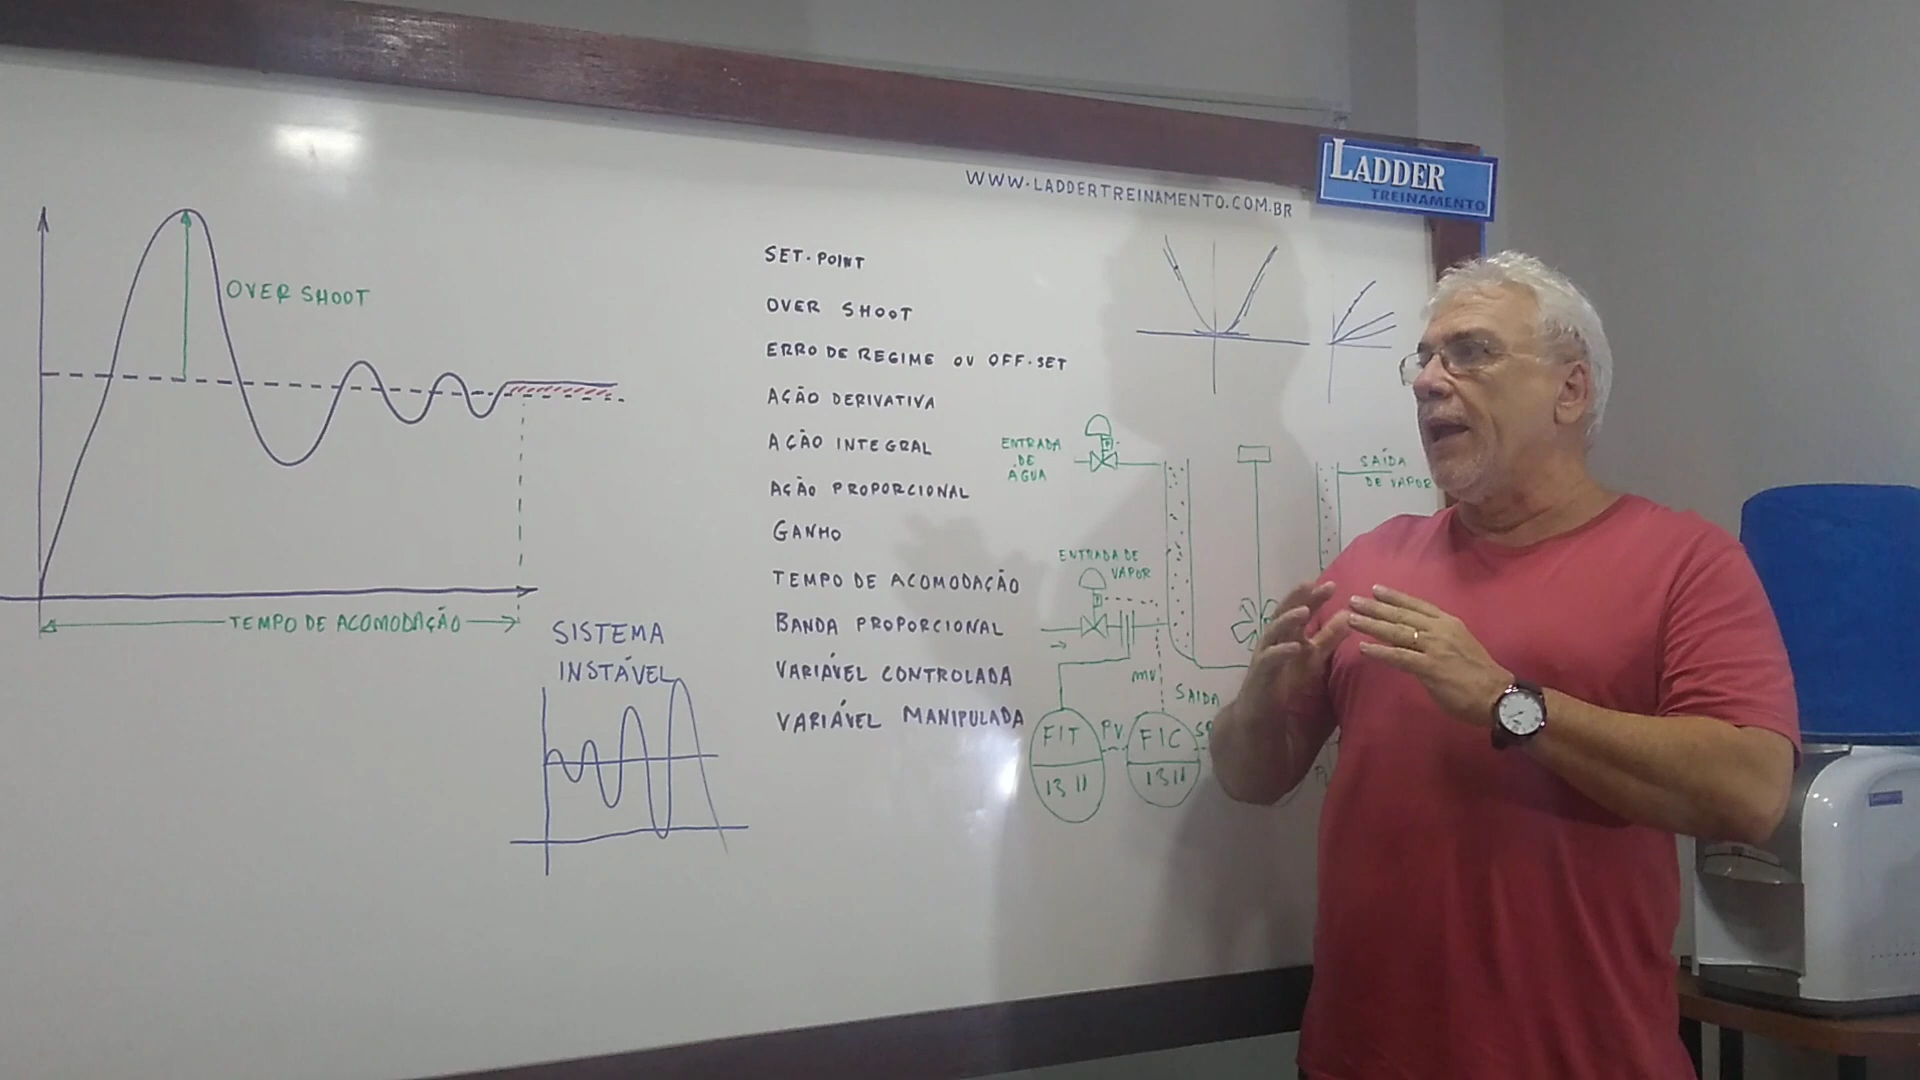 WWW.LADDERTREINAMENTO.COM.BR
LADDER
TREINAMENTO
OVER SHOOT
TEMPO DE ACOMODAÇÃO
SISTEMA
INSTÁVEL
SET-POINT
OVER SHOOT
ERRO DE REGIME OU OFF-SET
AÇÃO DERIVATIVA
AÇÃO INTEGRAL
AÇÃO PROPORCIONAL
GANHO
TEMPO DE ACOMODAÇÃO
BANDA PROPORCIONAL
VARIÁVEL CONTROLADA
VARIÁVEL MANIPULADA
ENTRADA
DE
ÁGUA
SAÍDA
DE VAPOR
ENTRADA DE
VAPOR
MV
SAIDA
FIT
1311
PV
FIC
1311
SP